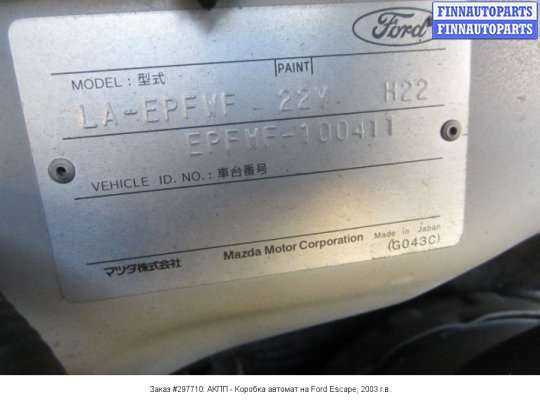 FINNAUTOPARTS
FINNAUTOPARTS
Ford
MODEL: 型式
PAINT
LA-EPFWF 22Y H22
EPFWF-100411
VEHICLE ID. NO.: 車台番号
マツダ株式会社 Mazda Motor Corporation Made in Japan
(G043C)
Заказ #297710: АКПП - Коробка автомат на Ford Escape, 2003 г.в.